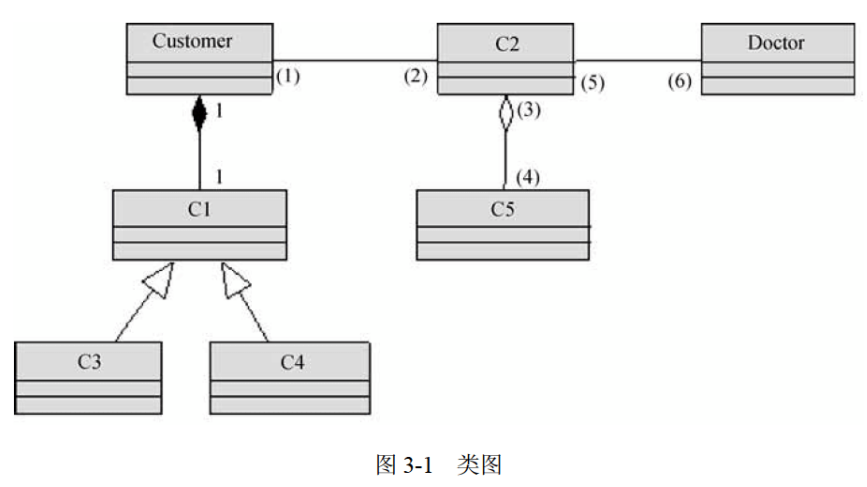 Customer
C2
Doctor
(1)
(2)
(5)
(6)
1
(3)
1
(4)
C1
C5
C3
C4
图 3-1 类图